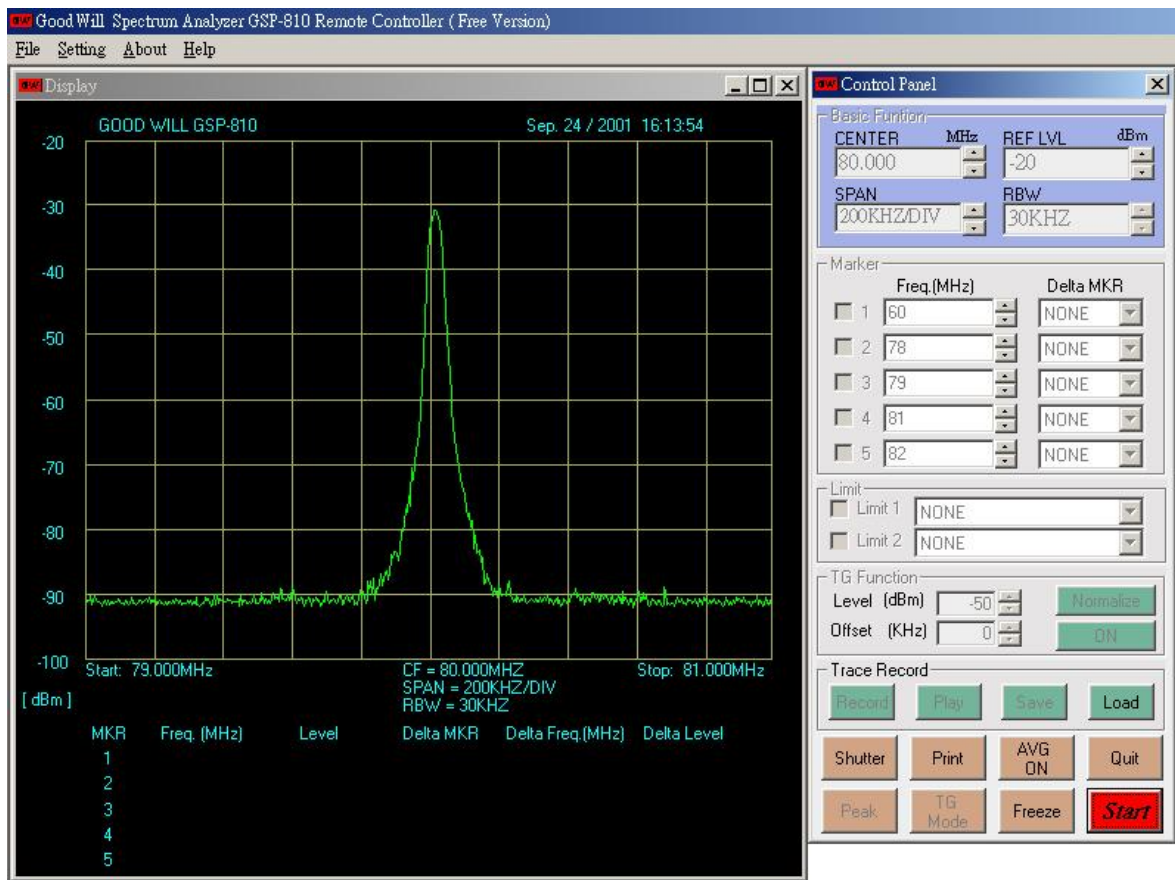 GW Good Will Spectrum Analyzer GSP-810 Remote Controller ( Free Version)
File Setting About Help
GW Display
GOOD WILL GSP-810 Sep. 24 / 2001 16:13:54
-20
-30
-40
-50
-60
-70
-80
-90
-100
[ dBm ]
Start: 79.000MHz CF = 80.000MHZ Stop: 81.000MHz
SPAN = 200KHZ/DIV
RBW = 30KHZ
MKR Freq. (MHz) Level Delta MKR Delta Freq.(MHz) Delta Level
1
2
3
4
5
GW Control Panel
Basic Funtion
CENTER MHz REF LVL dBm
80.000 -20
SPAN RBW
200KHZ/DIV 30KHZ
Marker
Freq.(MHz) Delta MKR
1 60 NONE
2 78 NONE
3 79 NONE
4 81 NONE
5 82 NONE
Limit
Limit 1 NONE
Limit 2 NONE
TG Function
Level (dBm) -50 Normalize
Offset (KHz) 0 ON
Trace Record
Record Play Save Load
Shutter Print AVG ON Quit
Peak TG Mode Freeze Start